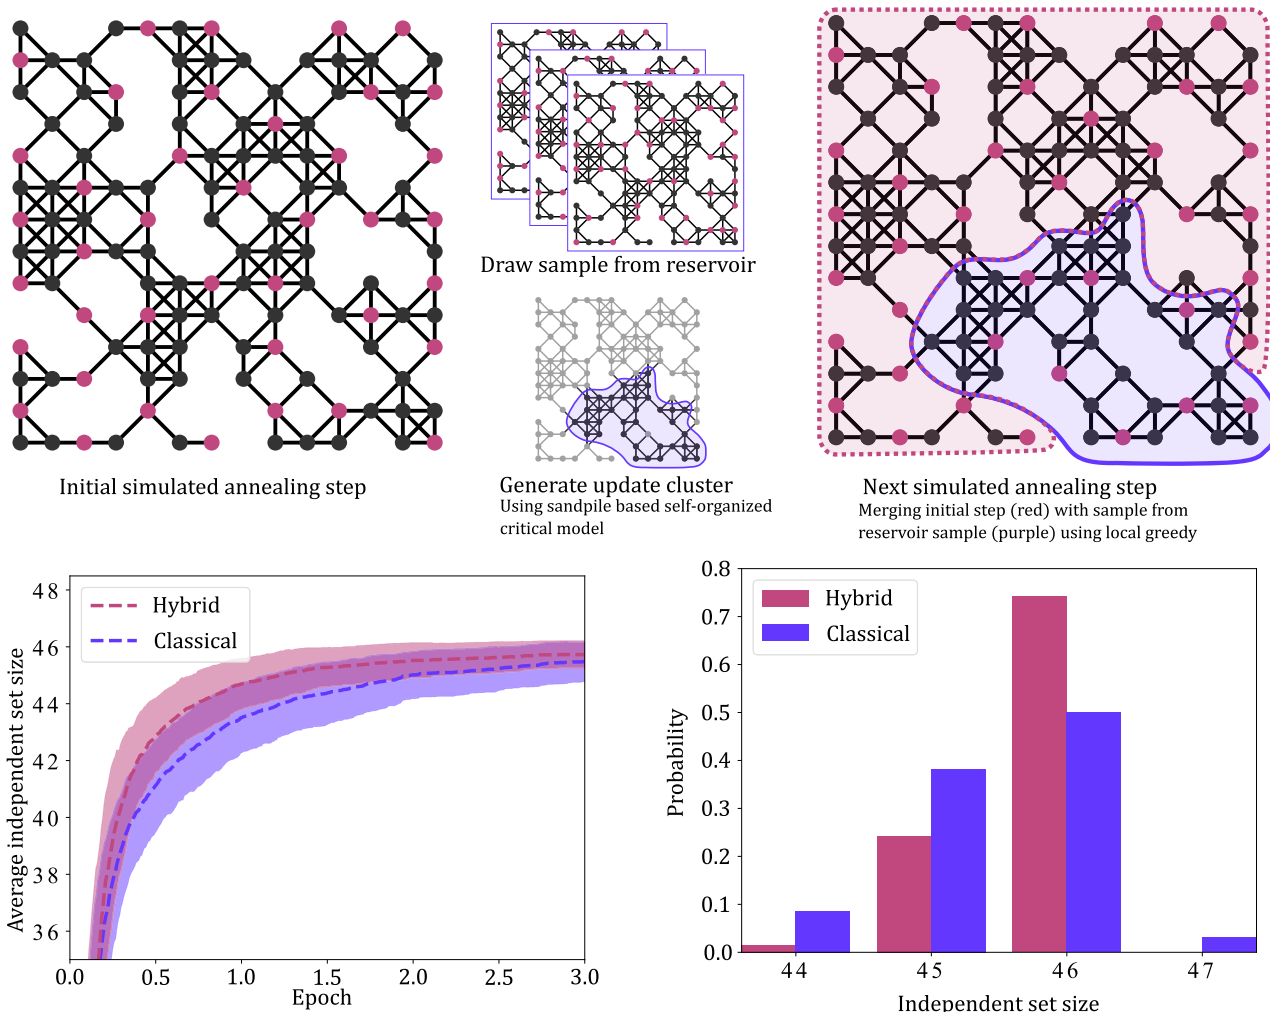 Draw sample from reservoir
Initial simulated annealing step
Generate update cluster
Using sandpile based self-organized
critical model
Next simulated annealing step
Merging initial step (red) with sample from
reservoir sample (purple) using local greedy
48
46
44
42
40
38
36
0.0
0.5
1.0
1.5
2.0
2.5
3.0
Average independent set size
Epoch
Hybrid
Classical
0.8
0.7
0.6
0.5
0.4
0.3
0.2
0.1
0.0
44
45
46
47
Probability
Independent set size
Hybrid
Classical